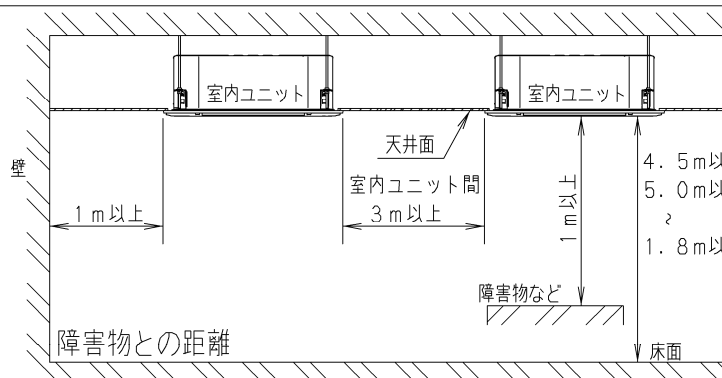 室内ユニット
室内ユニット
天井面
壁
室内ユニット間
1m以上
3m以上
1m以上
4.5m以
5.0m以
~
1.8m以
障害物など
障害物との距離
床面